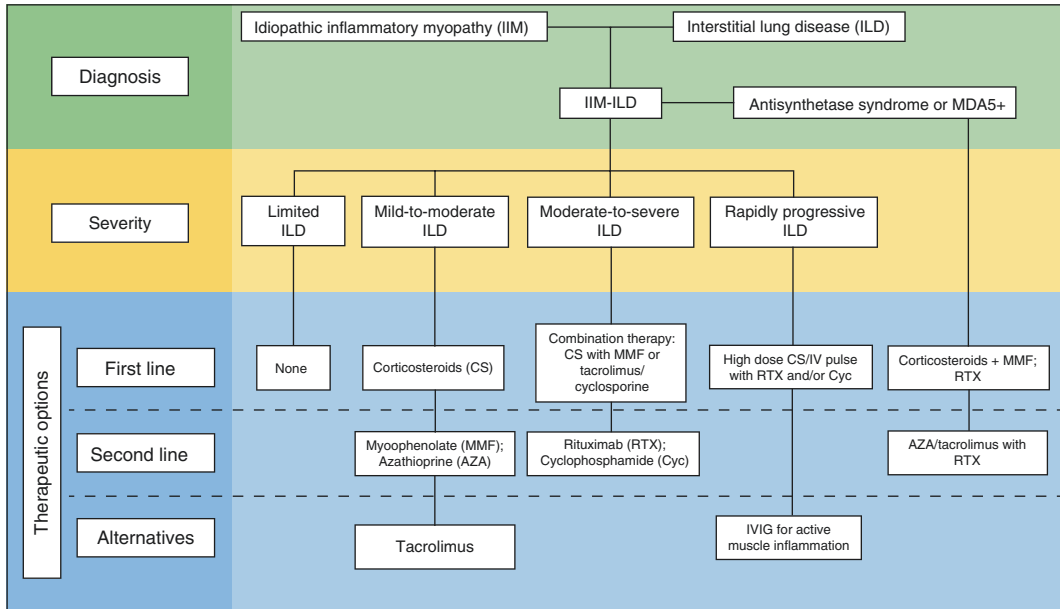 Idiopathic inflammatory myopathy (IIM)
Interstitial lung disease (ILD)
Diagnosis
IIM-ILD
Antisynthetase syndrome or MDA5+
Severity
Limited
ILD
Mild-to-moderate
ILD
Moderate-to-severe
ILD
Rapidly progressive
ILD
Therapeutic options
First line
None
Corticosteroids (CS)
Combination therapy:
CS with MMF or
tacrolimus/
cyclosporine
High dose CS/IV pulse
with RTX and/or Cyc
Corticosteroids + MMF;
RTX
Second line
Myoophenolate (MMF);
Azathioprine (AZA)
Rituximab (RTX);
Cyclophosphamide (Cyc)
AZA/tacrolimus with
RTX
Alternatives
Tacrolimus
IVIG for active
muscle inflammation